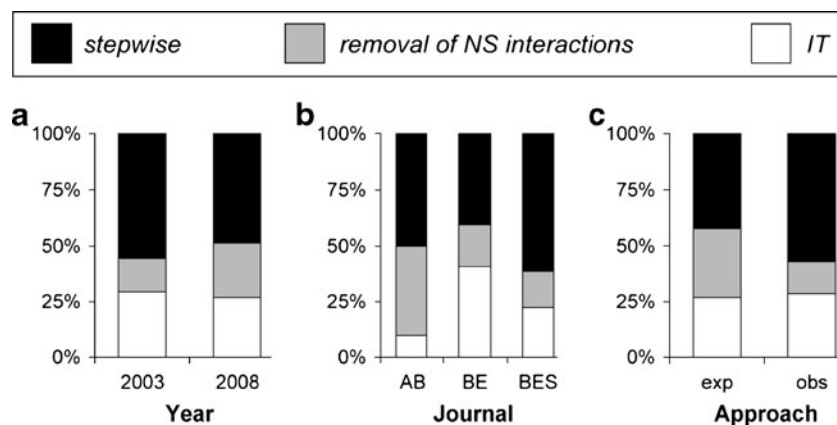 stepwise removal of NS interactions IT
a b c
100% 100% 100%
75% 75% 75%
50% 50% 50%
25% 25% 25%
0% 0% 0%
2003 2008 AB BE BES exp obs
Year Journal Approach